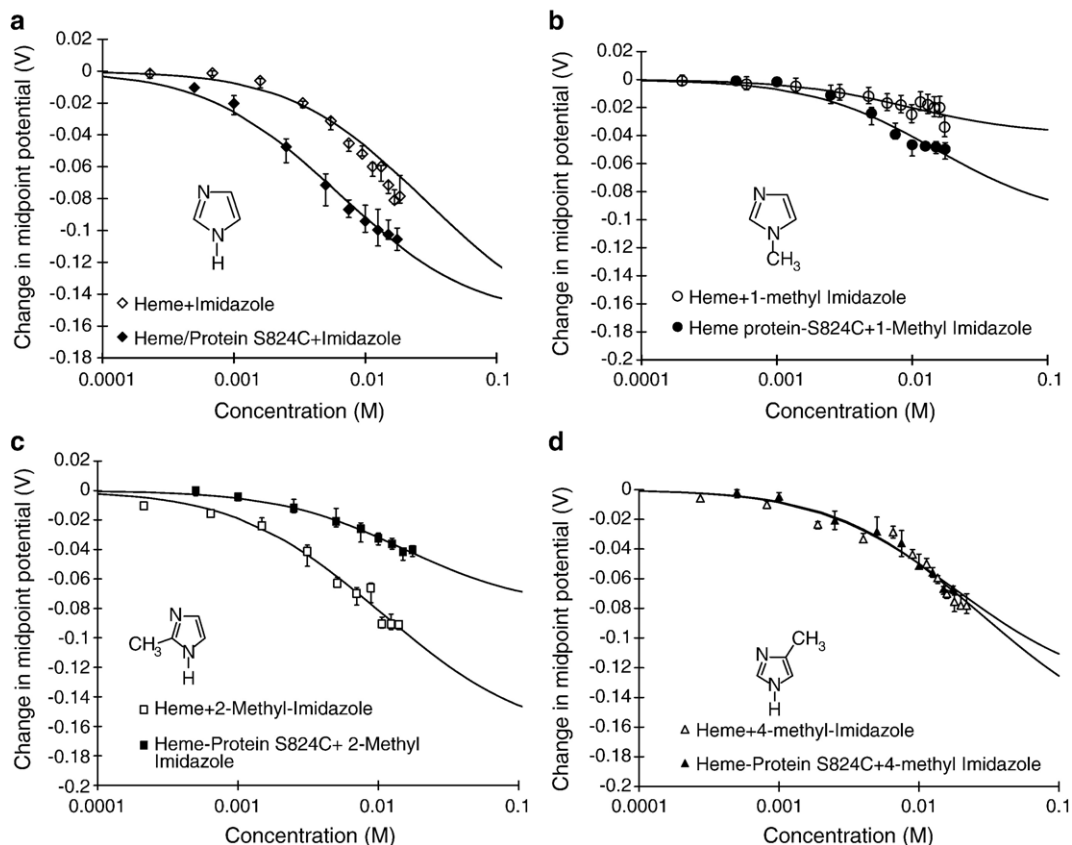 a
Change in midpoint potential (V)
0.02
0
-0.02
-0.04
-0.06
-0.08
-0.1
-0.12
-0.14
-0.16
-0.18
0.0001
0.001
0.01
0.1
Concentration (M)
N
N
H
Heme+Imidazole
Heme/Protein S824C+Imidazole
b
Change in midpoint potential (V)
0.02
0
-0.02
-0.04
-0.06
-0.08
-0.1
-0.12
-0.14
-0.16
-0.18
-0.2
0.0001
0.001
0.01
0.1
Concentration (M)
N
N
CH3
Heme+1-methyl Imidazole
Heme protein-S824C+1-Methyl Imidazole
c
Change in midpoint potential (V)
0.02
0
-0.02
-0.04
-0.06
-0.08
-0.1
-0.12
-0.14
-0.16
-0.18
-0.2
0.0001
0.001
0.01
0.1
Concentration (M)
N
CH3
N
H
Heme+2-Methyl-Imidazole
Heme-Protein S824C+ 2-Methyl
Imidazole
d
Change in midpoint potential (V)
0.02
0
-0.02
-0.04
-0.06
-0.08
-0.1
-0.12
-0.14
-0.16
-0.18
-0.2
0.0001
0.001
0.01
0.1
Concentration (M)
CH3
N
N
H
Heme+4-methyl-Imidazole
Heme-Protein S824C+4-methyl Imidazole